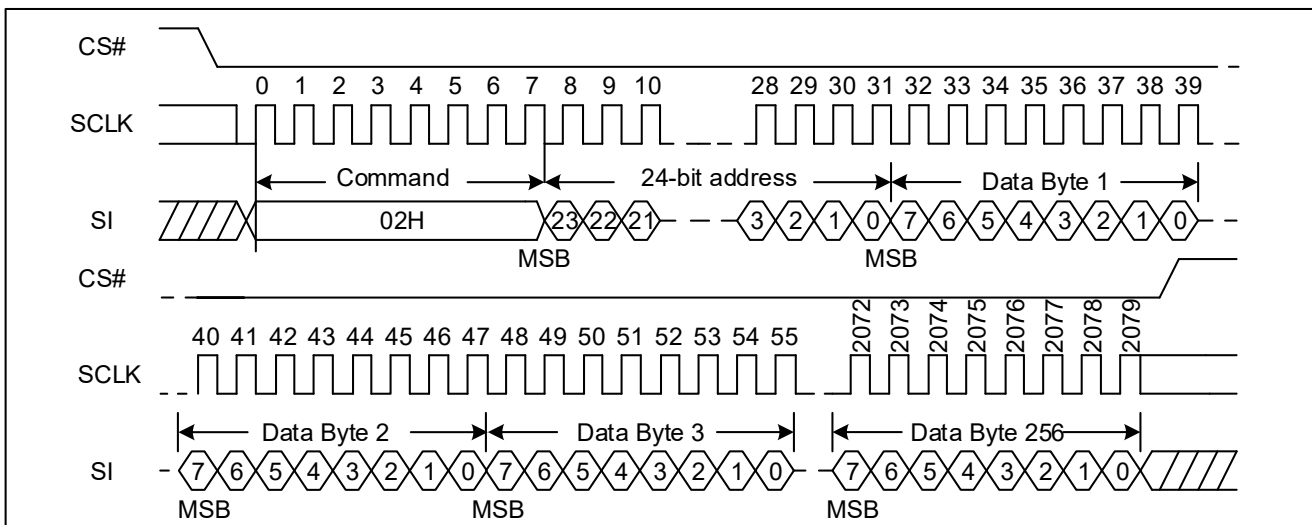 CS#
0 1 2 3 4 5 6 7 8 9 10 28 29 30 31 32 33 34 35 36 37 38 39
SCLK
Command 24-bit address Data Byte 1
SI 02H 23 22 21 3 2 1 0 7 6 5 4 3 2 1 0
MSB MSB
CS#
40 41 42 43 44 45 46 47 48 49 50 51 52 53 54 55 2072 2073 2074 2075 2076 2077 2078 2079
SCLK
Data Byte 2 Data Byte 3 Data Byte 256
SI 7 6 5 4 3 2 1 0 7 6 5 4 3 2 1 0 7 6 5 4 3 2 1 0
MSB MSB MSB